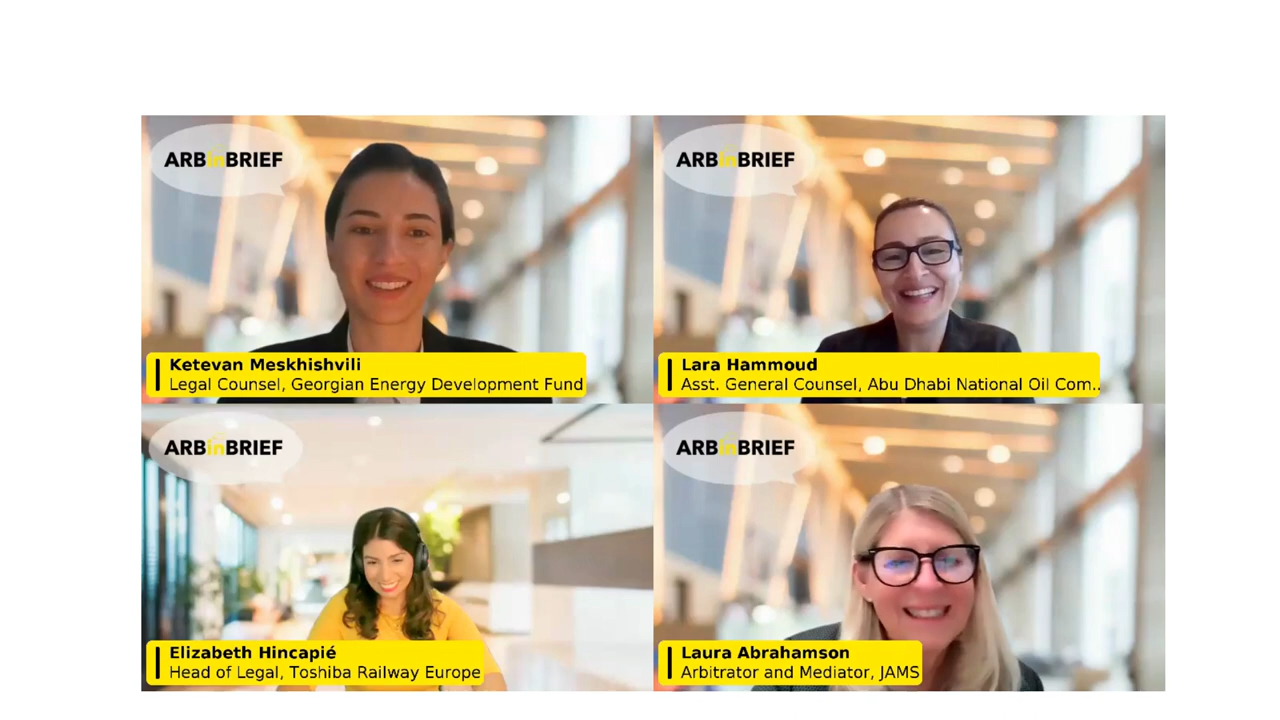 ARBinBRIEF
ARBinBRIEF
Ketevan Meskhishvili
Legal Counsel, Georgian Energy Development Fund
Lara Hammoud
Asst. General Counsel, Abu Dhabi National Oil Com..
ARBinBRIEF
ARBinBRIEF
Elizabeth Hincapié
Head of Legal, Toshiba Railway Europe
Laura Abrahamson
Arbitrator and Mediator, JAMS